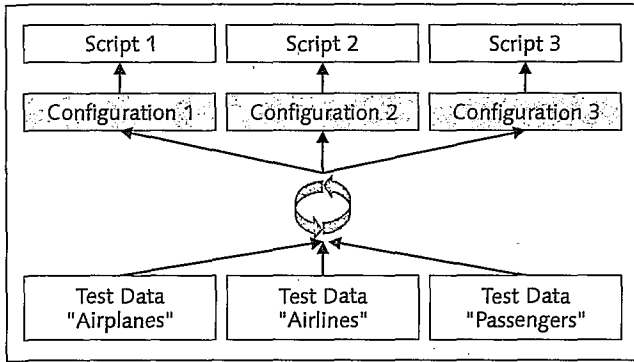 Script 1
Script 2
Script 3
Configuration 1
Configuration 2
Configuration 3
Test Data
"Airplanes"
Test Data
"Airlines"
Test Data
"Passengers"